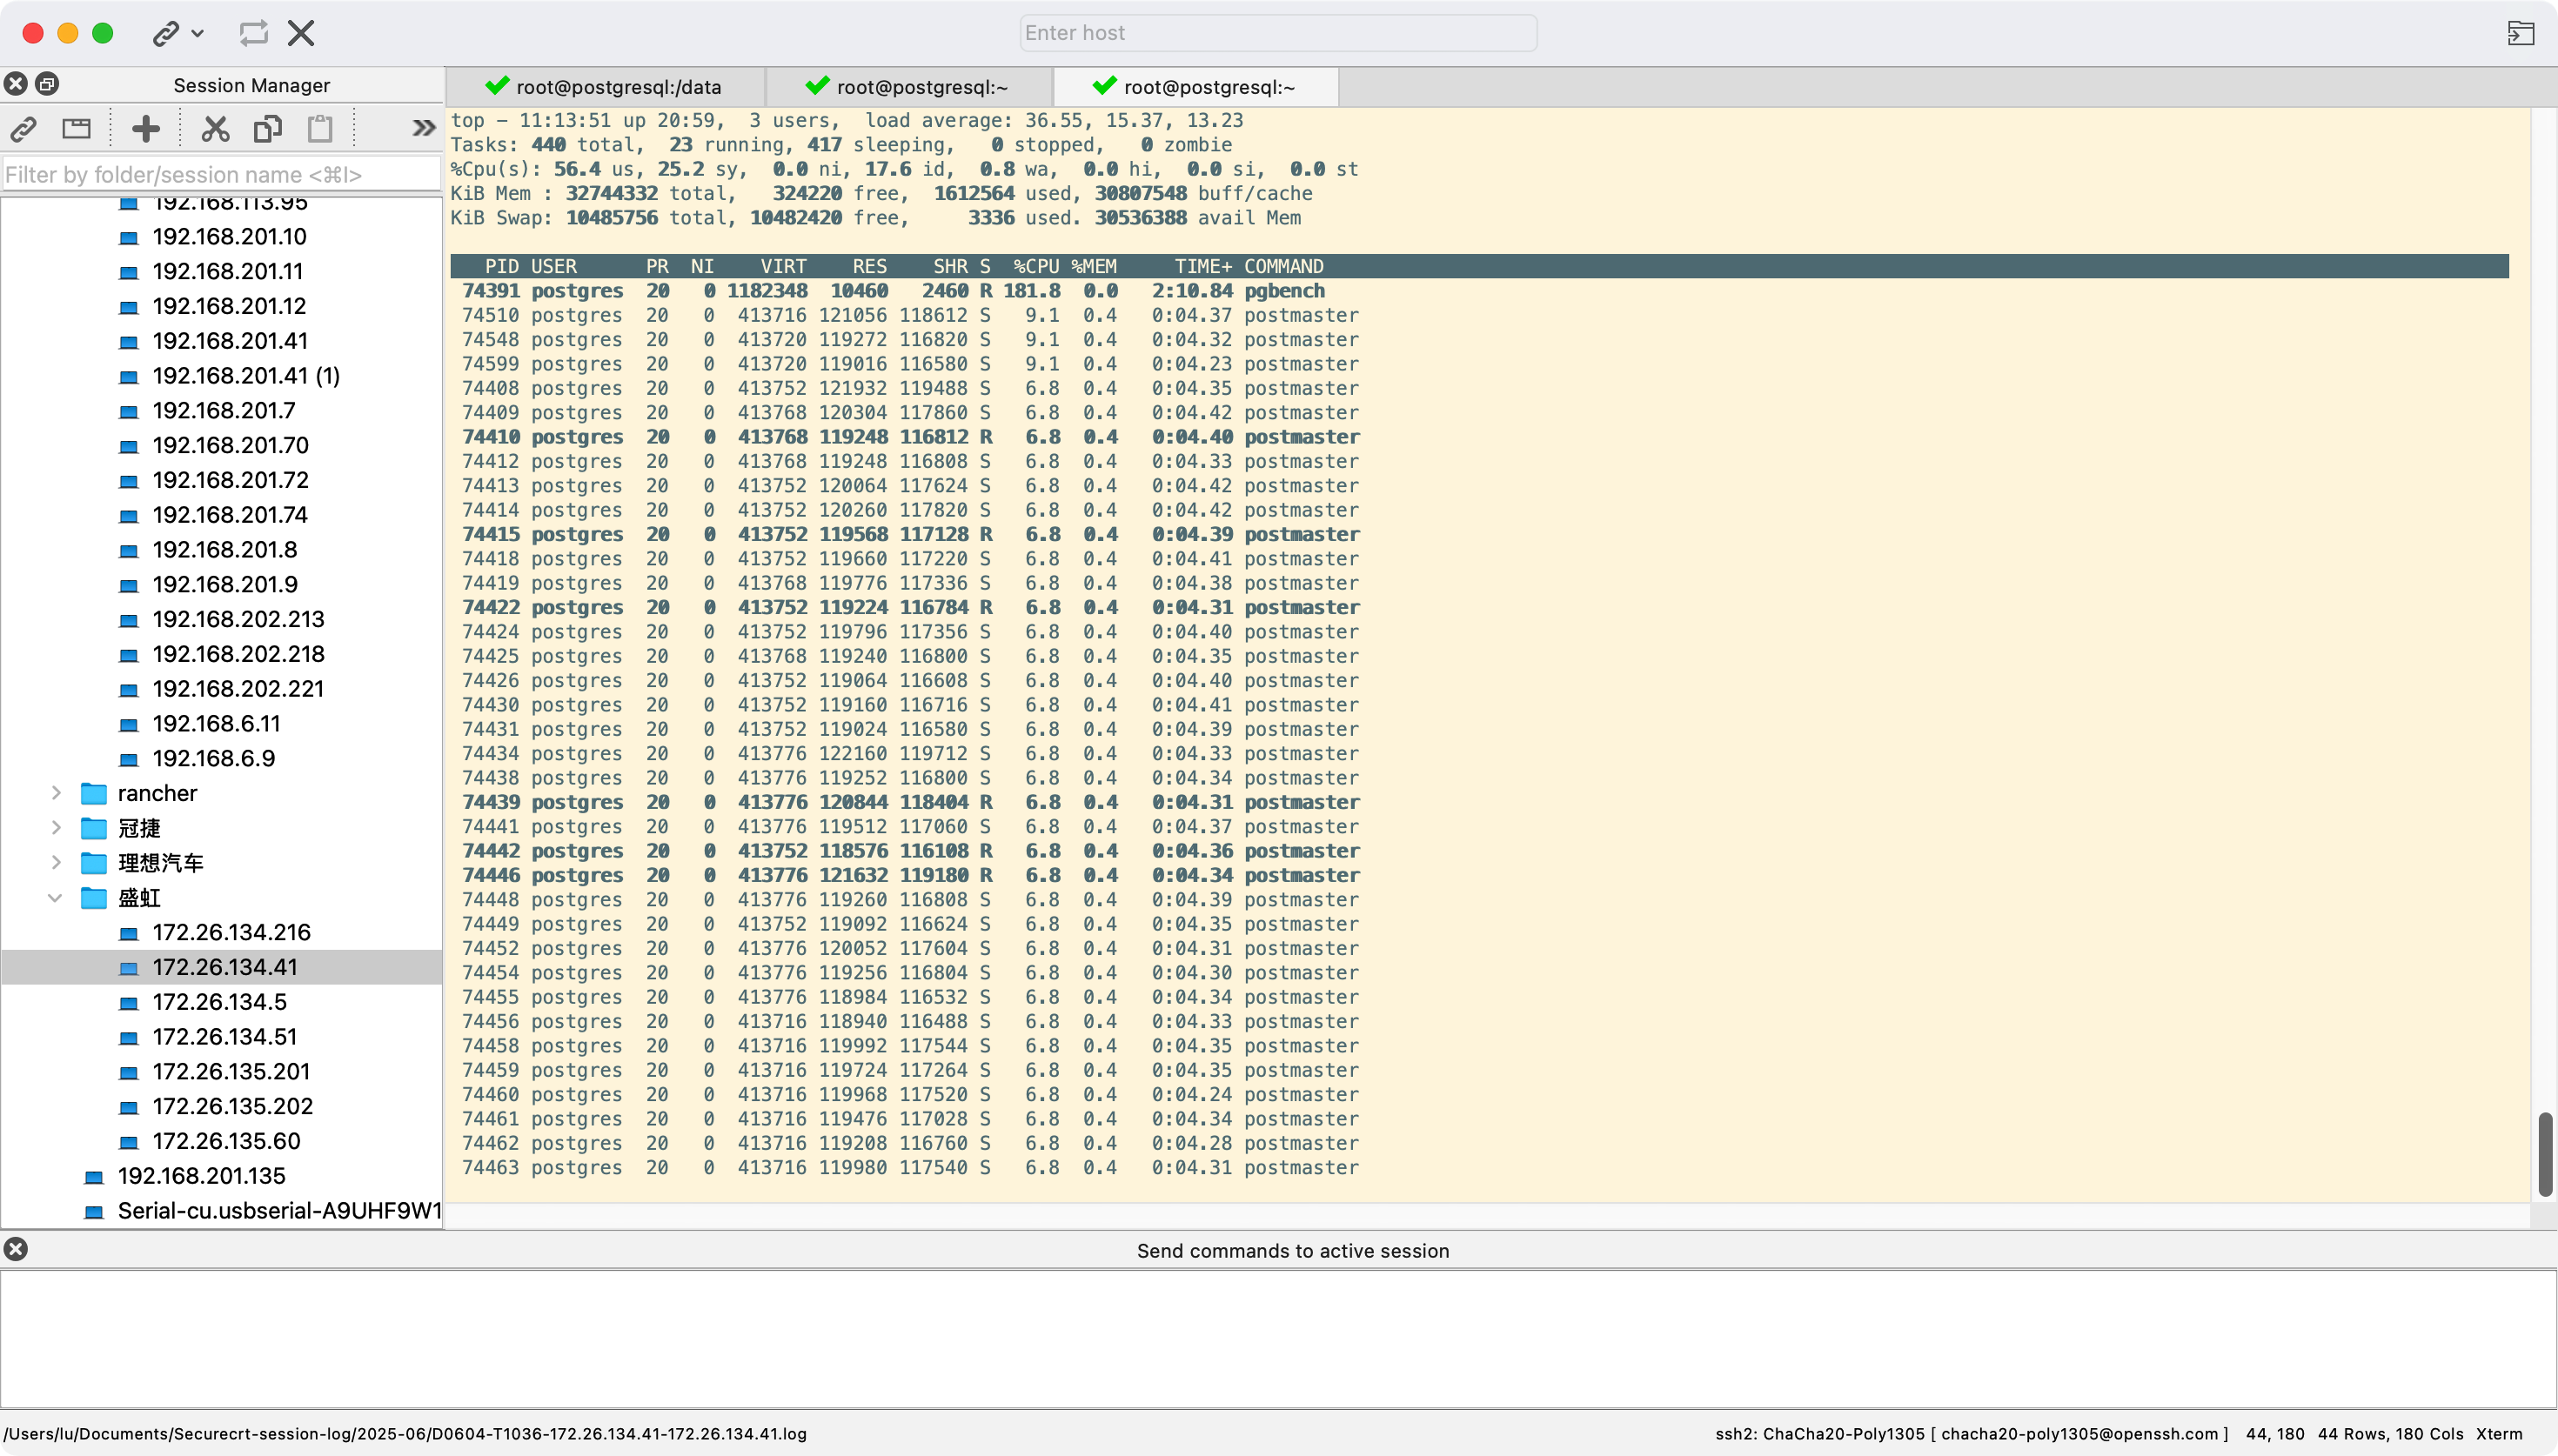 Enter host
Session Manager
root@postgresql:/data
root@postgresql:~
root@postgresql:~
Filter by folder/session name <⌘I>
192.168.113.95
192.168.201.10
192.168.201.11
192.168.201.12
192.168.201.41
192.168.201.41 (1)
192.168.201.7
192.168.201.70
192.168.201.72
192.168.201.74
192.168.201.8
192.168.201.9
192.168.202.213
192.168.202.218
192.168.202.221
192.168.6.11
192.168.6.9
rancher
冠捷
理想汽车
盛虹
172.26.134.216
172.26.134.41
172.26.134.5
172.26.134.51
172.26.135.201
172.26.135.202
172.26.135.60
192.168.201.135
Serial-cu.usbserial-A9UHF9W1
top - 11:13:51 up 20:59, 3 users, load average: 36.55, 15.37, 13.23
Tasks: 440 total, 23 running, 417 sleeping, 0 stopped, 0 zombie
%Cpu(s): 56.4 us, 25.2 sy, 0.0 ni, 17.6 id, 0.8 wa, 0.0 hi, 0.0 si, 0.0 st
KiB Mem : 32744332 total, 324220 free, 1612564 used, 30807548 buff/cache
KiB Swap: 10485756 total, 10482420 free, 3336 used. 30536388 avail Mem
PID USER PR NI VIRT RES SHR S %CPU %MEM TIME+ COMMAND
74391 postgres 20 0 1182348 10460 2460 R 181.8 0.0 2:10.84 pgbench
74510 postgres 20 0 413716 121056 118612 S 9.1 0.4 0:04.37 postmaster
74548 postgres 20 0 413720 119272 116820 S 9.1 0.4 0:04.32 postmaster
74599 postgres 20 0 413720 119016 116580 S 9.1 0.4 0:04.23 postmaster
74408 postgres 20 0 413752 121932 119488 S 6.8 0.4 0:04.35 postmaster
74409 postgres 20 0 413768 120304 117860 S 6.8 0.4 0:04.42 postmaster
74410 postgres 20 0 413768 119248 116812 R 6.8 0.4 0:04.40 postmaster
74412 postgres 20 0 413768 119248 116808 S 6.8 0.4 0:04.33 postmaster
74413 postgres 20 0 413752 120064 117624 S 6.8 0.4 0:04.42 postmaster
74414 postgres 20 0 413752 120260 117820 S 6.8 0.4 0:04.42 postmaster
74415 postgres 20 0 413752 119568 117128 R 6.8 0.4 0:04.39 postmaster
74418 postgres 20 0 413752 119660 117220 S 6.8 0.4 0:04.41 postmaster
74419 postgres 20 0 413768 119776 117336 S 6.8 0.4 0:04.38 postmaster
74422 postgres 20 0 413752 119224 116784 R 6.8 0.4 0:04.31 postmaster
74424 postgres 20 0 413752 119796 117356 S 6.8 0.4 0:04.40 postmaster
74425 postgres 20 0 413768 119240 116800 S 6.8 0.4 0:04.35 postmaster
74426 postgres 20 0 413752 119064 116608 S 6.8 0.4 0:04.40 postmaster
74430 postgres 20 0 413752 119160 116716 S 6.8 0.4 0:04.41 postmaster
74431 postgres 20 0 413752 119024 116580 S 6.8 0.4 0:04.39 postmaster
74434 postgres 20 0 413776 122160 119712 S 6.8 0.4 0:04.33 postmaster
74438 postgres 20 0 413776 119252 116800 S 6.8 0.4 0:04.34 postmaster
74439 postgres 20 0 413776 120844 118404 R 6.8 0.4 0:04.31 postmaster
74441 postgres 20 0 413776 119512 117060 S 6.8 0.4 0:04.37 postmaster
74442 postgres 20 0 413752 118576 116108 R 6.8 0.4 0:04.36 postmaster
74446 postgres 20 0 413776 121632 119180 R 6.8 0.4 0:04.34 postmaster
74448 postgres 20 0 413776 119260 116808 S 6.8 0.4 0:04.39 postmaster
74449 postgres 20 0 413752 119092 116624 S 6.8 0.4 0:04.35 postmaster
74452 postgres 20 0 413776 120052 117604 S 6.8 0.4 0:04.31 postmaster
74454 postgres 20 0 413776 119256 116804 S 6.8 0.4 0:04.30 postmaster
74455 postgres 20 0 413776 118984 116532 S 6.8 0.4 0:04.34 postmaster
74456 postgres 20 0 413716 118940 116488 S 6.8 0.4 0:04.33 postmaster
74458 postgres 20 0 413716 119992 117544 S 6.8 0.4 0:04.35 postmaster
74459 postgres 20 0 413716 119724 117264 S 6.8 0.4 0:04.35 postmaster
74460 postgres 20 0 413716 119968 117520 S 6.8 0.4 0:04.24 postmaster
74461 postgres 20 0 413716 119476 117028 S 6.8 0.4 0:04.34 postmaster
74462 postgres 20 0 413716 119208 116760 S 6.8 0.4 0:04.28 postmaster
74463 postgres 20 0 413716 119980 117540 S 6.8 0.4 0:04.31 postmaster
Send commands to active session
/Users/lu/Documents/Securecrt-session-log/2025-06/D0604-T1036-172.26.134.41-172.26.134.41.log
ssh2: ChaCha20-Poly1305 [ chacha20-poly1305@openssh.com ] 44, 180 44 Rows, 180 Cols Xterm